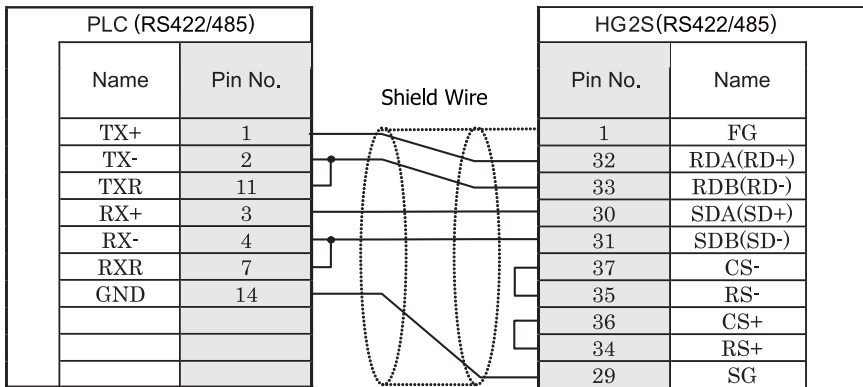 PLC (RS422/485) HG2S(RS422/485)
Name Pin No. Shield Wire Pin No. Name
TX+ 1 1 FG
TX- 2 32 RDA(RD+)
TXR 11 33 RDB(RD-)
RX+ 3 30 SDA(SD+)
RX- 4 31 SDB(SD-)
RXR 7 37 CS-
GND 14 35 RS-
36 CS+
34 RS+
29 SG